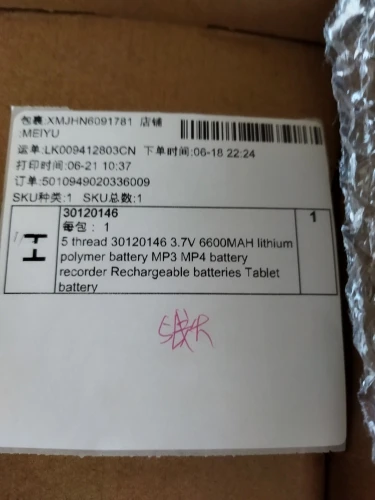 包裹:XMJHN6091781 店铺
:MEIYU
运单:LK009412803CN 下单时间:06-18 22:24
打印时间:06-21 10:37
订单:5010949020336009
SKU种类:1 SKU总数:1
30120146
每包： 1
1
5 thread 30120146 3.7V 6600MAH lithium
polymer battery MP3 MP4 battery
recorder Rechargeable batteries Tablet
battery